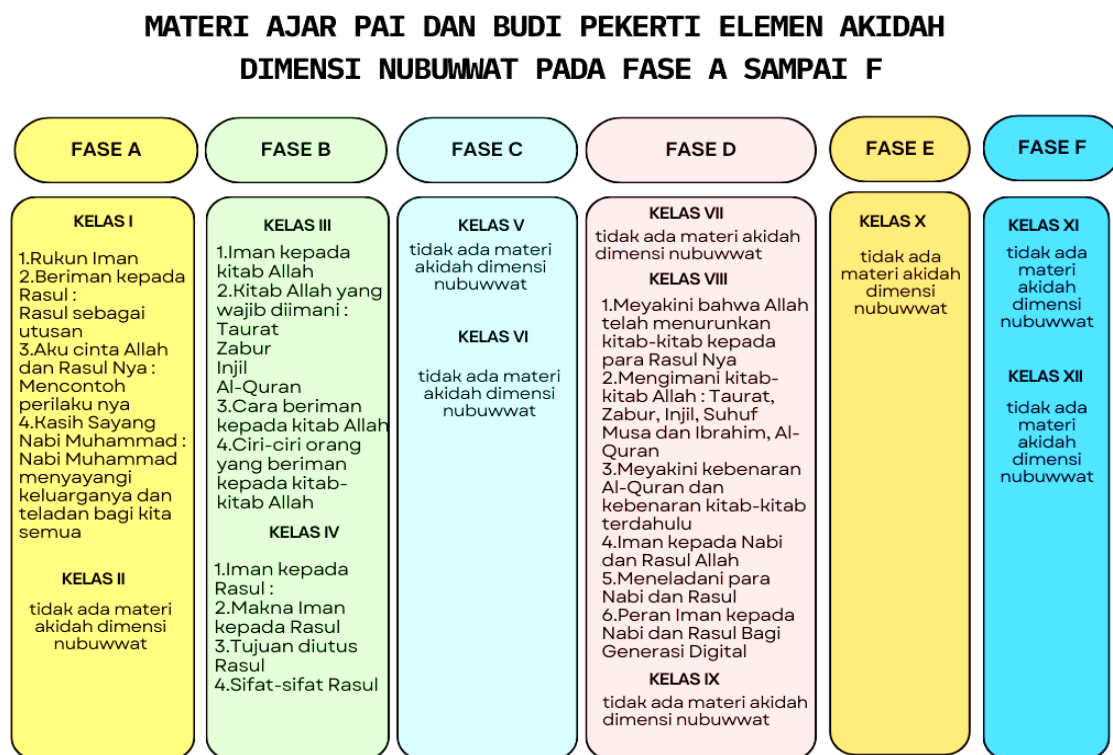 MATERI AJAR PAI DAN BUDI PEKERTI ELEMEN AKIDAH
DIMENSI NUBUWWAT PADA FASE A SAMPAI F
FASE A
KELAS I
1.Rukun Iman
2.Beriman kepada
Rasul :
Rasul sebagai
utusan
3.Aku cinta Allah
dan Rasul Nya :
Mencontoh
perilaku nya
4.Kasih Sayang
Nabi Muhammad :
Nabi Muhammad
menyayangi
keluarganya dan
teladan bagi kita
semua
KELAS II
tidak ada materi
akidah dimensi
nubuwwat
FASE B
KELAS III
1.Iman kepada
kitab Allah
2.Kitab Allah yang
wajib diimani :
Taurat
Zabur
Injil
Al-Quran
3.Cara beriman
kepada kitab Allah
4.Ciri-ciri orang
yang beriman
kepada kitab-
kitab Allah
KELAS IV
1.Iman kepada
Rasul :
2.Makna Iman
kepada Rasul
3.Tujuan diutus
Rasul
4.Sifat-sifat Rasul
FASE C
KELAS V
tidak ada materi
akidah dimensi
nubuwwat
KELAS VI
tidak ada materi
akidah dimensi
nubuwwat
FASE D
KELAS VII
tidak ada materi akidah
dimensi nubuwwat
KELAS VIII
1.Meyakini bahwa Allah
telah menurunkan
kitab-kitab kepada
para Rasul Nya
2.Mengimani kitab-
kitab Allah : Taurat,
Zabur, Injil, Suhuf
Musa dan Ibrahim, Al-
Quran
3.Meyakini kebenaran
Al-Quran dan
kebenaran kitab-kitab
terdahulu
4.Iman kepada Nabi
dan Rasul Allah
5.Meneladani para
Nabi dan Rasul
6.Peran Iman kepada
Nabi dan Rasul Bagi
Generasi Digital
KELAS IX
tidak ada materi akidah
dimensi nubuwwat
FASE E
KELAS X
tidak ada
materi akidah
dimensi
nubuwwat
FASE F
KELAS XI
tidak ada
materi
akidah
dimensi
nubuwwat
KELAS XII
tidak ada
materi
akidah
dimensi
nubuwwat